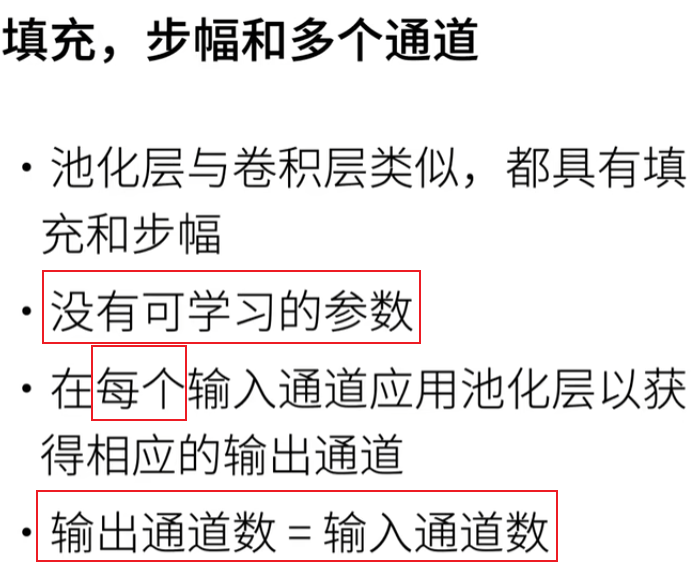 填充，步幅和多个通道
• 池化层与卷积层类似，都具有填
充和步幅
• 没有可学习的参数
• 在每个输入通道应用池化层以获
得相应的输出通道
• 输出通道数 = 输入通道数